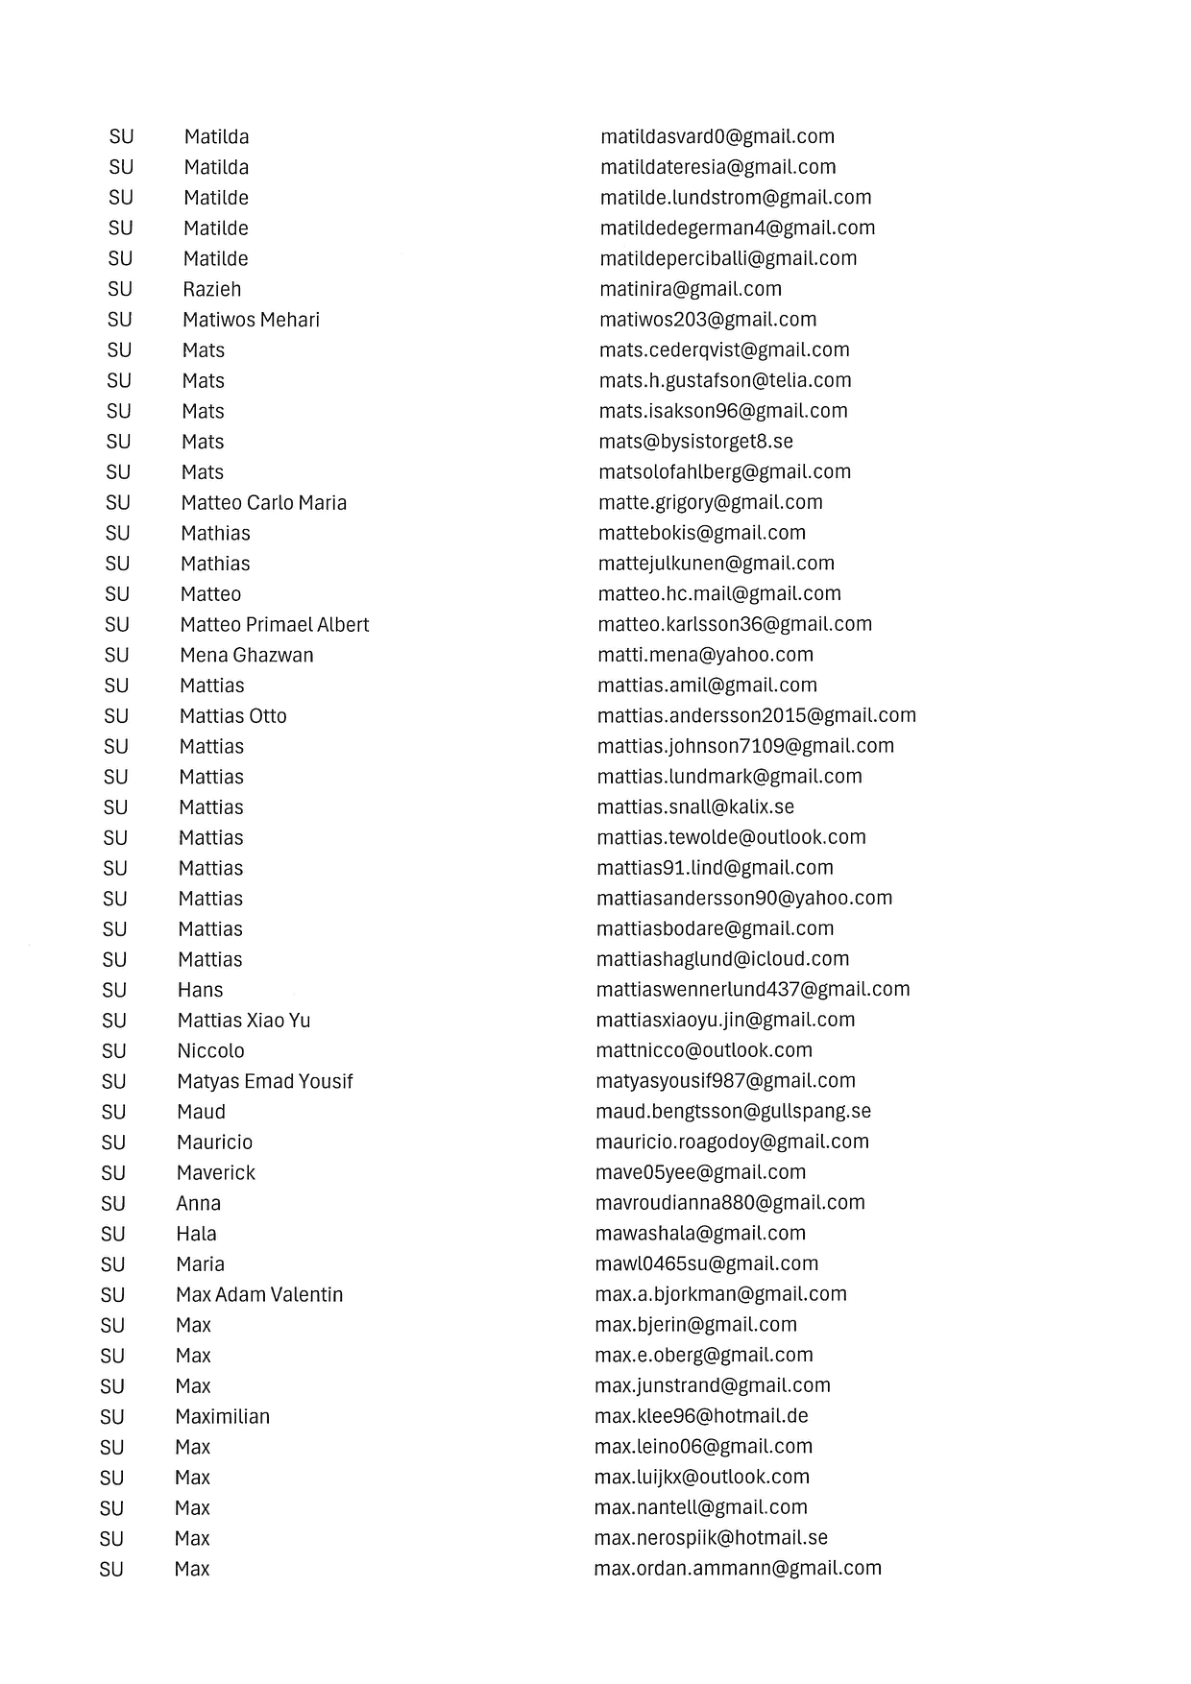 SU Matilda matildasvard0@gmail.com
SU Matilda matildateresia@gmail.com
SU Matilde matilde.lundstrom@gmail.com
SU Matilde matildedegerman4@gmail.com
SU Matilde matildeperciballi@gmail.com
SU Razieh matinira@gmail.com
SU Matiwos Mehari matiwos203@gmail.com
SU Mats mats.cederqvist@gmail.com
SU Mats mats.h.gustafson@telia.com
SU Mats mats.isakson96@gmail.com
SU Mats mats@bysistorget8.se
SU Mats matsolofahlberg@gmail.com
SU Matteo Carlo Maria matte.grigory@gmail.com
SU Mathias mattebokis@gmail.com
SU Mathias mattejulkunen@gmail.com
SU Matteo matteo.hc.mail@gmail.com
SU Matteo Primael Albert matteo.karlsson36@gmail.com
SU Mena Ghazwan matti.mena@yahoo.com
SU Mattias mattias.amil@gmail.com
SU Mattias Otto mattias.andersson2015@gmail.com
SU Mattias mattias.johnson7109@gmail.com
SU Mattias mattias.lundmark@gmail.com
SU Mattias mattias.snall@kalix.se
SU Mattias mattias.tewolde@outlook.com
SU Mattias mattias91.lind@gmail.com
SU Mattias mattiasandersson90@yahoo.com
SU Mattias mattiasbodare@gmail.com
SU Mattias mattiashaglund@icloud.com
SU Hans mattiaswennerlund437@gmail.com
SU Mattias Xiao Yu mattiasxiaoyu.jin@gmail.com
SU Niccolo mattnicco@outlook.com
SU Matyas Emad Yousif matyasyousif987@gmail.com
SU Maud maud.bengtsson@gullspang.se
SU Mauricio mauricio.roagodoy@gmail.com
SU Maverick mave05yee@gmail.com
SU Anna mavroudianna880@gmail.com
SU Hala mawashala@gmail.com
SU Maria mawl0465su@gmail.com
SU Max Adam Valentin max.a.bjorkman@gmail.com
SU Max max.bjerin@gmail.com
SU Max max.e.oberg@gmail.com
SU Max max.junstrand@gmail.com
SU Maximilian max.klee96@hotmail.de
SU Max max.leino06@gmail.com
SU Max max.luijkx@outlook.com
SU Max max.nantell@gmail.com
SU Max max.nerospiik@hotmail.se
SU Max max.ordan.ammann@gmail.com